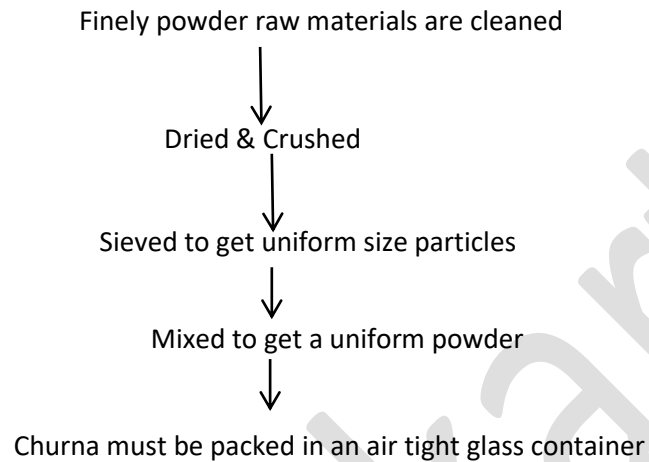 Finely powder raw materials are cleaned
Dried & Crushed
Sieved to get uniform size particles
Mixed to get a uniform powder
Churna must be packed in an air tight glass container